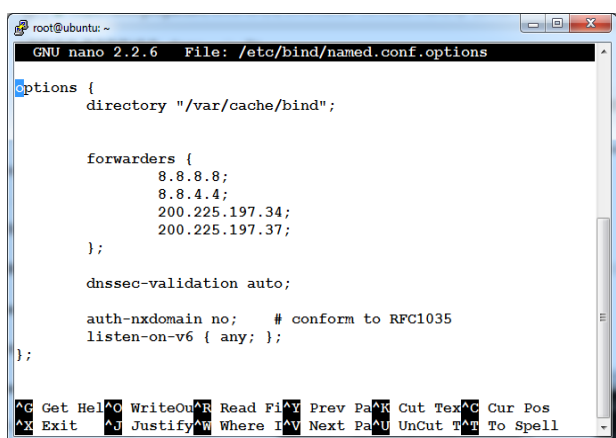 root@ubuntu: ~
GNU nano 2.2.6 File: /etc/bind/named.conf.options
options {
directory "/var/cache/bind";
forwarders {
8.8.8.8;
8.8.4.4;
200.225.197.34;
200.225.197.37;
};
dnssec-validation auto;
auth-nxdomain no; # conform to RFC1035
listen-on-v6 { any; };
};
^G Get Hel^O WriteOu^R Read Fi^Y Prev Pa^K Cut Tex^C Cur Pos
^X Exit ^J Justify^W Where I^V Next Pa^U UnCut T^T To Spell